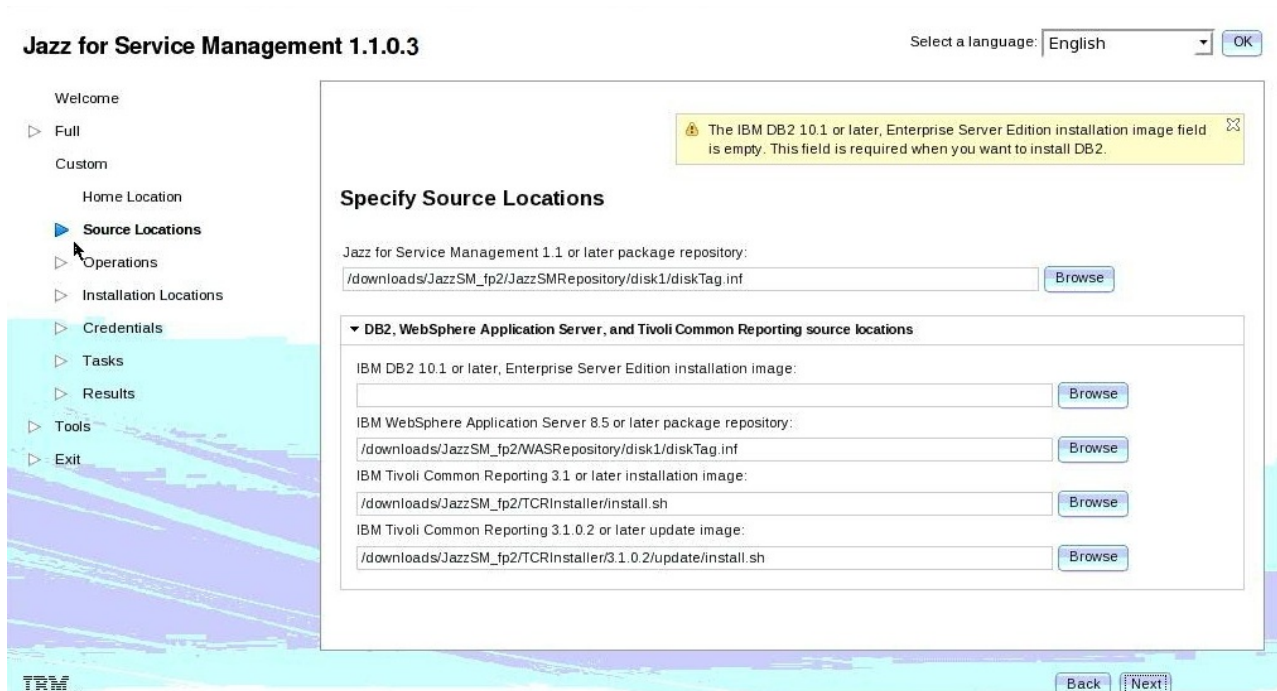 Jazz for Service Management 1.1.0.3
Select a language: English OK
Welcome
Full
Custom
Home Location
Source Locations
Operations
Installation Locations
Credentials
Tasks
Results
Tools
Exit
The IBM DB2 10.1 or later, Enterprise Server Edition installation image field
is empty. This field is required when you want to install DB2.
Specify Source Locations
Jazz for Service Management 1.1 or later package repository:
/downloads/JazzSM_fp2/JazzSMRepository/disk1/diskTag.inf Browse
DB2, WebSphere Application Server, and Tivoli Common Reporting source locations
IBM DB2 10.1 or later, Enterprise Server Edition installation image:
Browse
IBM WebSphere Application Server 8.5 or later package repository:
/downloads/JazzSM_fp2/WASRepository/disk1/diskTag.inf Browse
IBM Tivoli Common Reporting 3.1 or later installation image:
/downloads/JazzSM_fp2/TCRInstaller/install.sh Browse
IBM Tivoli Common Reporting 3.1.0.2 or later update image:
/downloads/JazzSM_fp2/TCRInstaller/3.1.0.2/update/install.sh Browse
IBM
Back Next